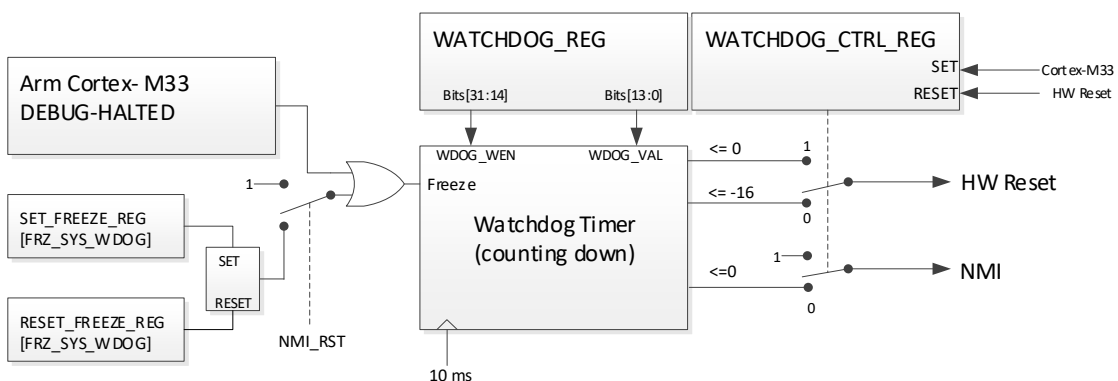 WATCHDOG_REG
Bits[31:14]
Bits[13:0]
WATCHDOG_CTRL_REG
SET
RESET
Cortex-M33
HW Reset
Arm Cortex- M33
DEBUG-HALTED
SET_FREEZE_REG
[FRZ_SYS_WDOG]
RESET_FREEZE_REG
[FRZ_SYS_WDOG]
SET
RESET
1
NMI_RST
WDOG_WEN
WDOG_VAL
Freeze
Watchdog Timer
(counting down)
10 ms
<= 0
1
<= -16
0
HW Reset
<=0
1
0
NMI